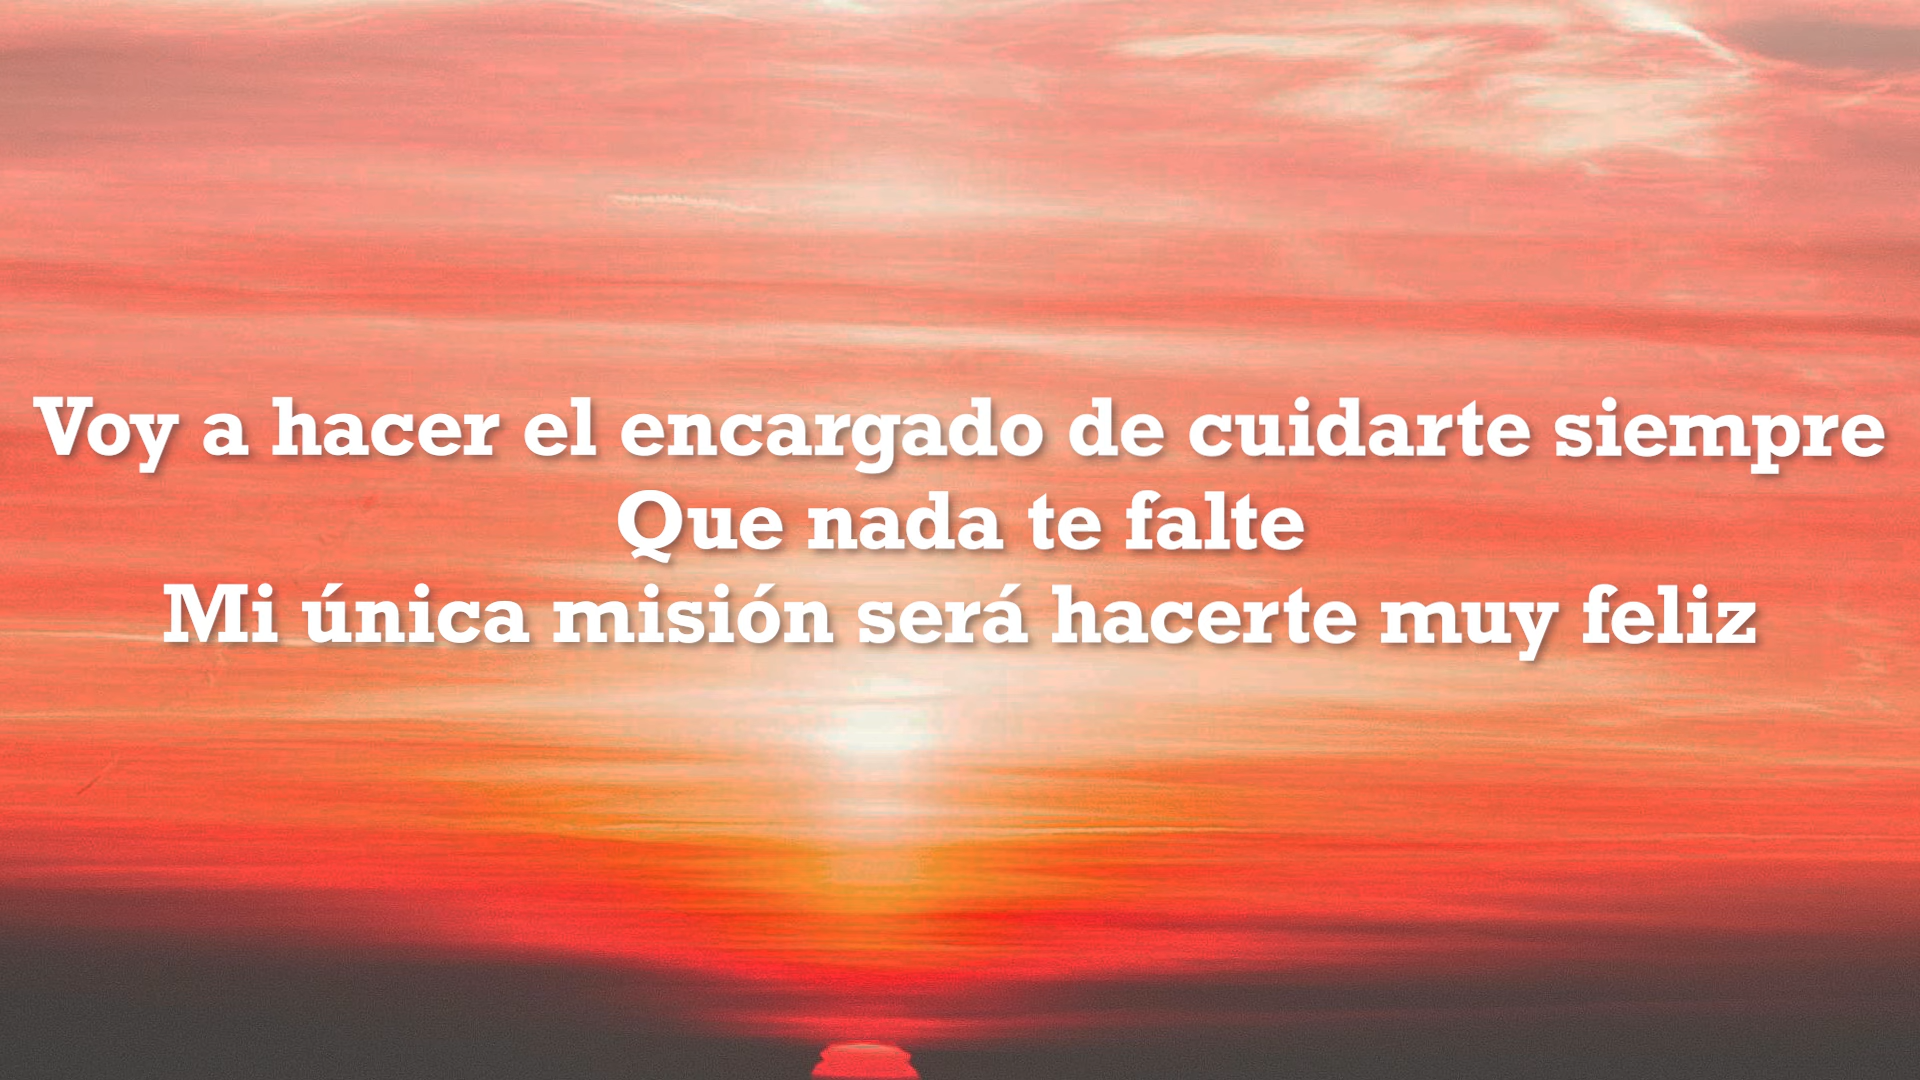 Voy a hacer el encargado de cuidarte siempre
Que nada te falte
Mi única misión será hacerte muy feliz